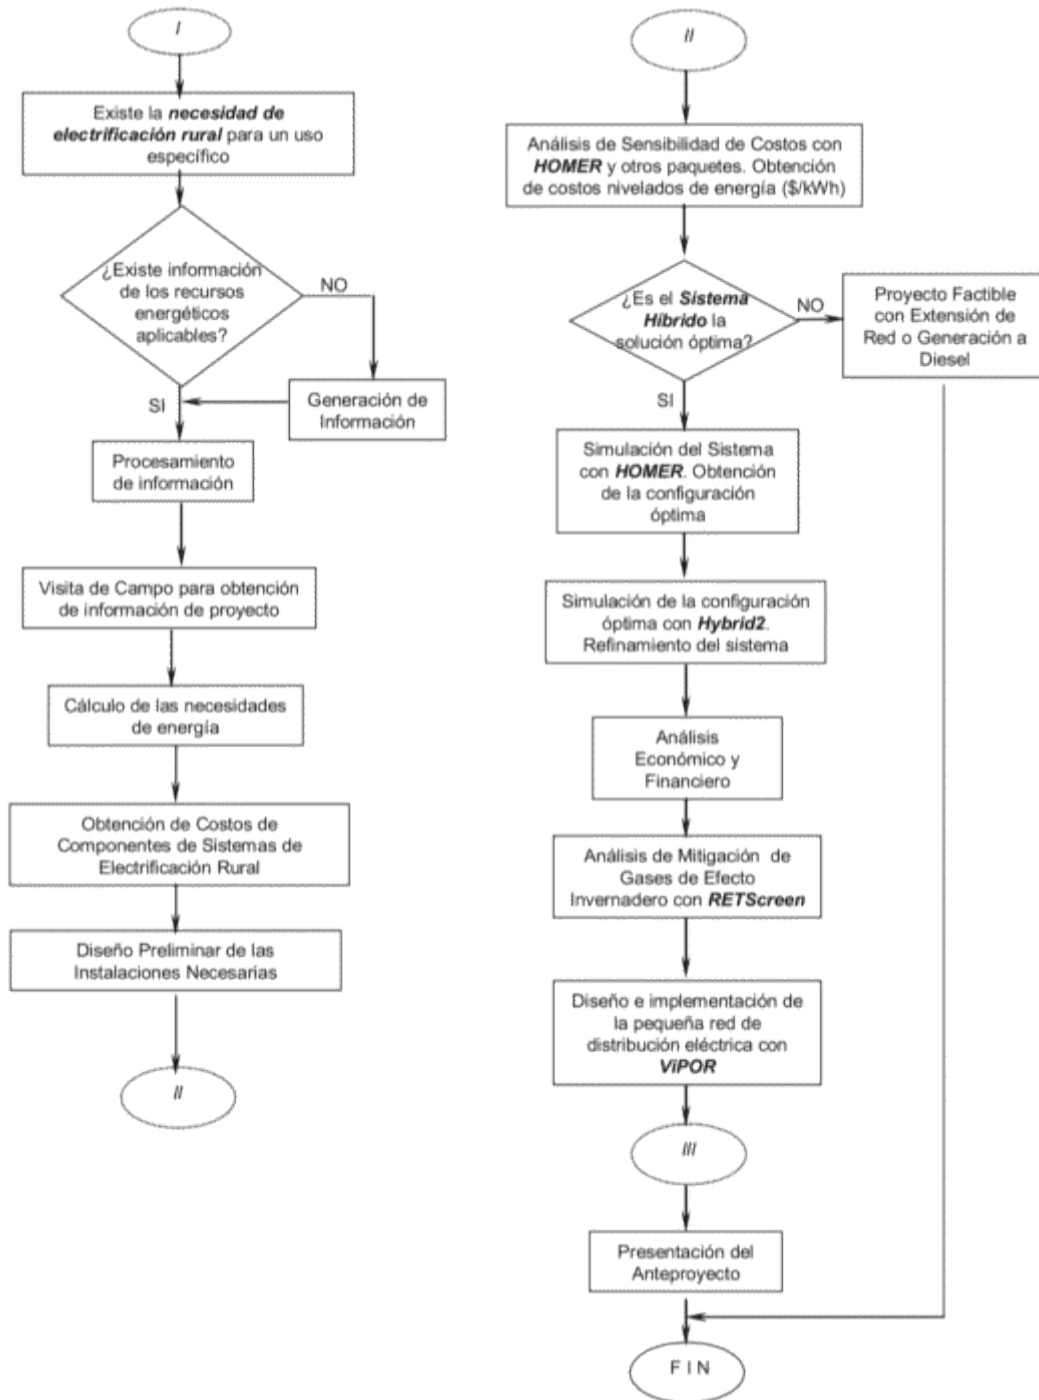 I
Existe la necesidad de
electrificación rural para un uso
específico
¿Existe información
de los recursos
energéticos
aplicables?
NO
Generación de
Información
SI
Procesamiento
de información
Visita de Campo para obtención
de información de proyecto
Cálculo de las necesidades
de energía
Obtención de Costos de
Componentes de Sistemas de
Electrificación Rural
Diseño Preliminar de las
Instalaciones Necesarias
II
II
Análisis de Sensibilidad de Costos con
HOMER y otros paquetes. Obtención
de costos nivelados de energía ($/kWh)
¿Es el Sistema
Híbrido la
solución óptima?
NO
Proyecto Factible
con Extensión de
Red o Generación a
Diesel
SI
Simulación del Sistema
con HOMER. Obtención
de la configuración
óptima
Simulación de la configuración
óptima con Hybrid2.
Refinamiento del sistema
Análisis
Económico y
Financiero
Análisis de Mitigación de
Gases de Efecto
Invernadero con RETScreen
Diseño e implementación de
la pequeña red de
distribución eléctrica con
ViPOR
III
Presentación del
Anteproyecto
F I N